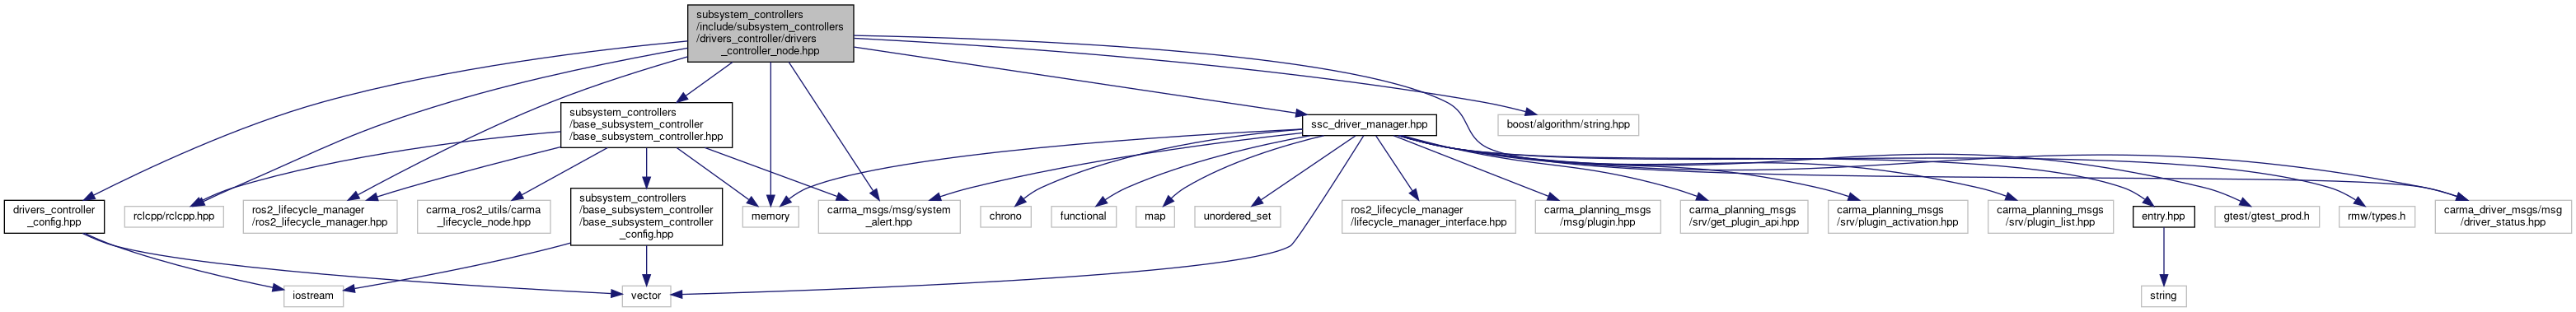 subsystem_controllers
/include/subsystem_controllers
/drivers_controller/drivers
_controller_node.hpp
subsystem_controllers
/base_subsystem_controller
/base_subsystem_controller.hpp
ssc_driver_manager.hpp
boost/algorithm/string.hpp
drivers_controller
_config.hpp
rclcpp/rclcpp.hpp
ros2_lifecycle_manager
/ros2_lifecycle_manager.hpp
carma_ros2_utils/carma
_lifecycle_node.hpp
subsystem_controllers
/base_subsystem_controller
/base_subsystem_controller
_config.hpp
memory
carma_msgs/msg/system
_alert.hpp
chrono
functional
map
unordered_set
ros2_lifecycle_manager
/lifecycle_manager_interface.hpp
carma_planning_msgs
/msg/plugin.hpp
carma_planning_msgs
/srv/get_plugin_api.hpp
carma_planning_msgs
/srv/plugin_activation.hpp
carma_planning_msgs
/srv/plugin_list.hpp
entry.hpp
gtest/gtest_prod.h
rmw/types.h
carma_driver_msgs/msg
/driver_status.hpp
iostream
vector
string